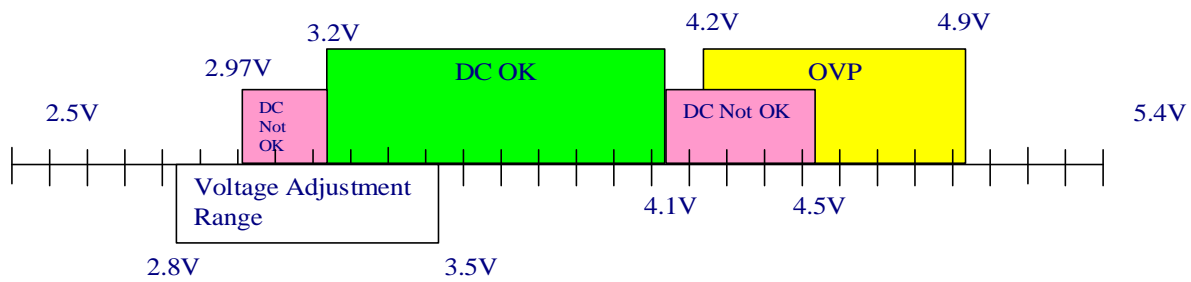 3.2V
4.2V
4.9V
2.97V
DC OK
OVP
2.5V
DC
Not
OK
DC Not OK
5.4V
Voltage Adjustment
Range
4.1V
4.5V
2.8V
3.5V